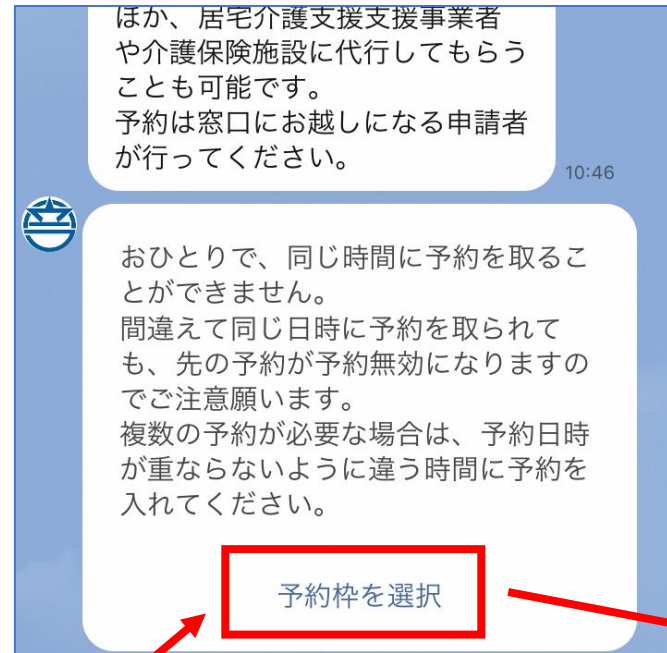 ほか、居宅介護支援支援事業者
や介護保険施設に代行してもらう
ことも可能です。
予約は窓口にお越しになる申請者
が行ってください。
10:46
おひとりで、同じ時間に予約を取るこ
とができません。
間違えて同じ日時に予約を取られて
も、先の予約が予約無効になりますの
でご注意願います。
複数の予約が必要な場合は、予約日時
が重ならないように違う時間に予約を
入れてください。
予約枠を選択